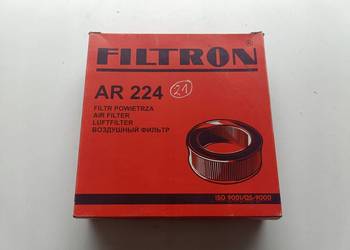 FILTRON®
AR 224
21
FILTR POWIETRZA
AIR FILTER
LUFTFILTER
ВОЗДУШНЫЙ ФИЛЬТР
ISO 9001/QS-9000